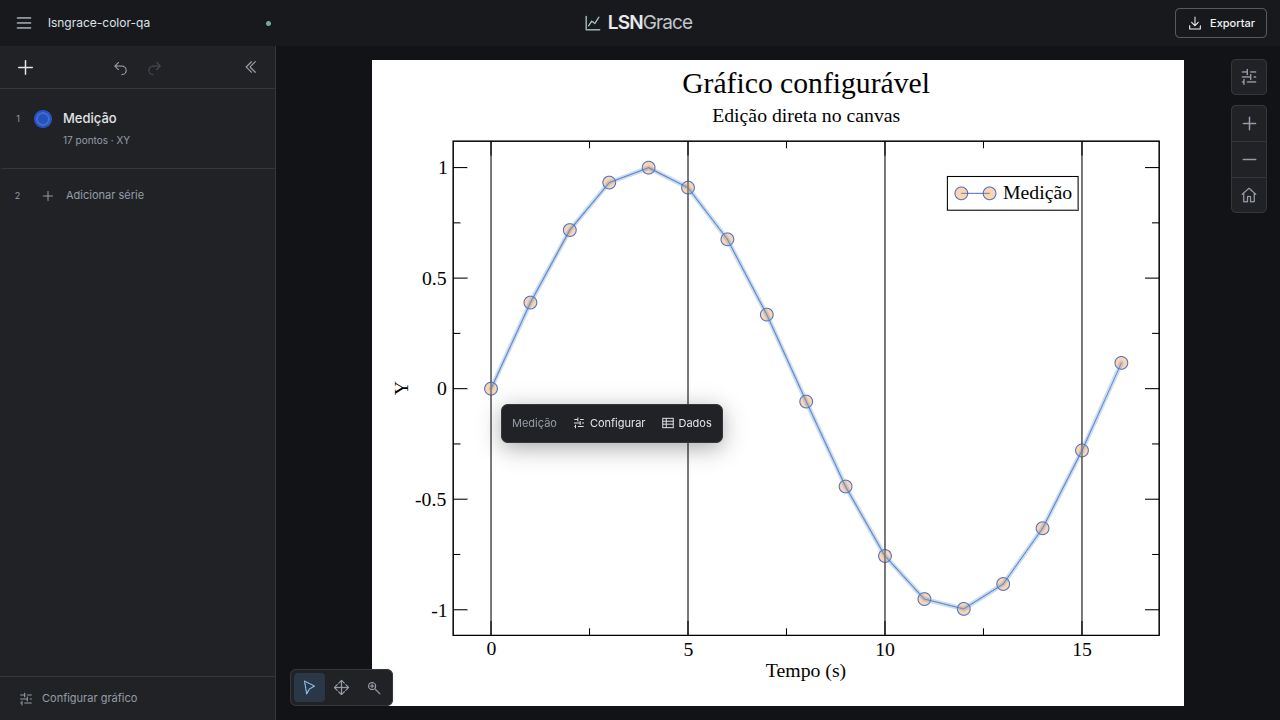 lsngrace-color-qa
LSNGrace
Exportar
1
Medição
17 pontos · XY
2
Adicionar série
Configurar gráfico
Gráfico configurável
Edição direta no canvas
Medição
1
0.5
0
-0.5
-1
Y
Medição Configurar Dados
0 5 10 15
Tempo (s)